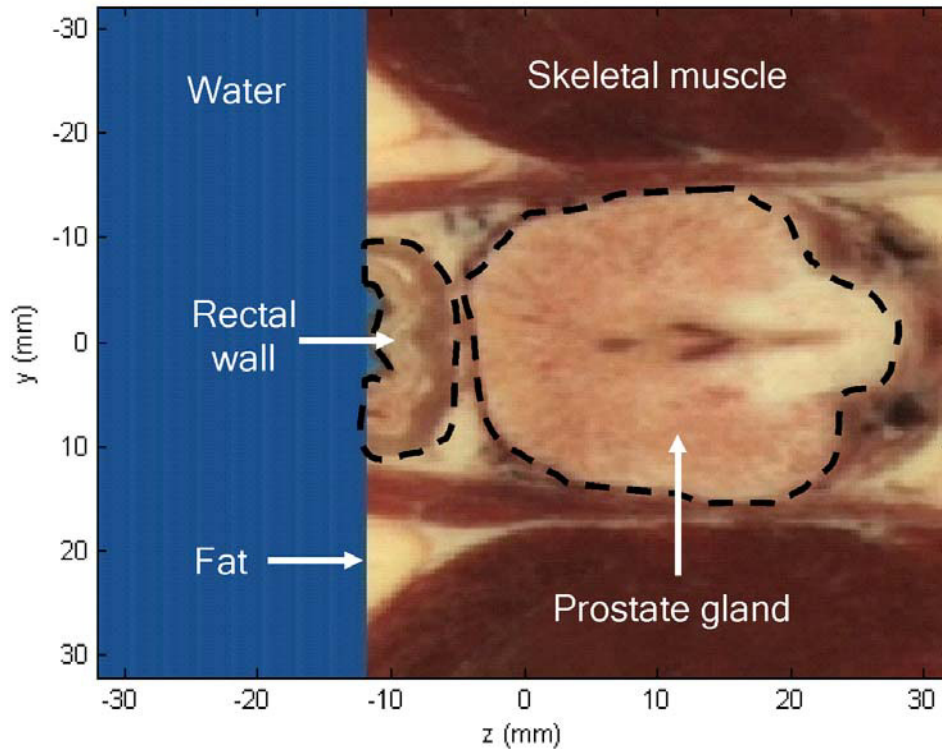 -30
-20
-10
0
10
20
30
y (mm)
Water
Skeletal muscle
Rectal
wall
Fat
Prostate gland
-30
-20
-10
0
10
20
30
z (mm)